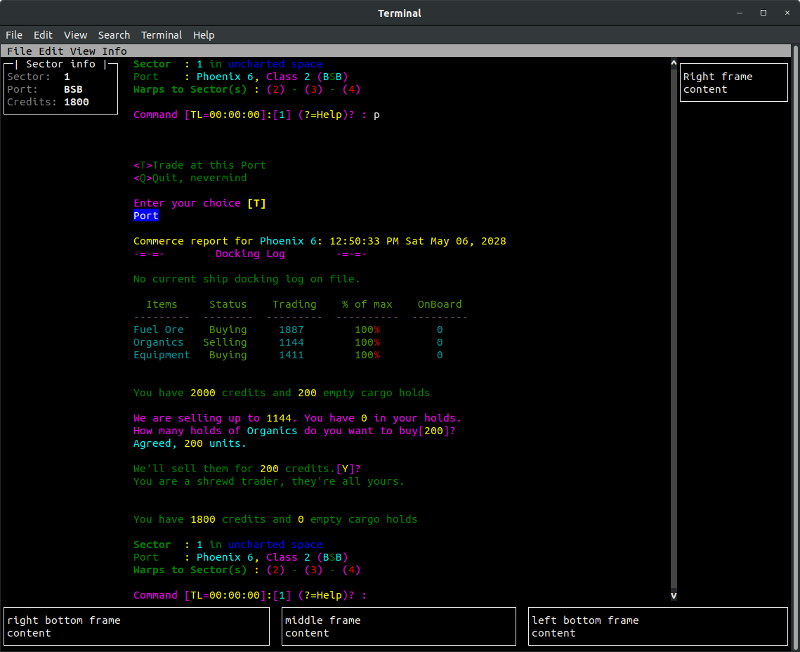 Terminal
File Edit View Search Terminal Help
File Edit View Info
| Sector info |
Sector: 1
Port: BSB
Credits: 1800
Sector : 1 in uncharted space
Port : Phoenix 6, Class 2 (BSB)
Warps to Sector(s) : (2) - (3) - (4)
Command [TL=00:00:00]:[1] (?=Help)? : p
<T>Trade at this Port
<Q>Quit, nevermind
Enter your choice [T]
Port
Commerce report for Phoenix 6: 12:50:33 PM Sat May 06, 2028
-=-=- Docking Log -=-=-
No current ship docking log on file.
Items Status Trading % of max OnBoard
--------- -------- --------- ---------- ---------
Fuel Ore Buying 1887 100% 0
Organics Selling 1144 100% 0
Equipment Buying 1411 100% 0
You have 2000 credits and 200 empty cargo holds
We are selling up to 1144. You have 0 in your holds.
How many holds of Organics do you want to buy[200]?
Agreed, 200 units.
We'll sell them for 200 credits.[Y]?
You are a shrewd trader, they're all yours.
You have 1800 credits and 0 empty cargo holds
Sector : 1 in uncharted space
Port : Phoenix 6, Class 2 (BSB)
Warps to Sector(s) : (2) - (3) - (4)
Command [TL=00:00:00]:[1] (?=Help)? :
Right frame
content
right bottom frame
content
middle frame
content
left bottom frame
content